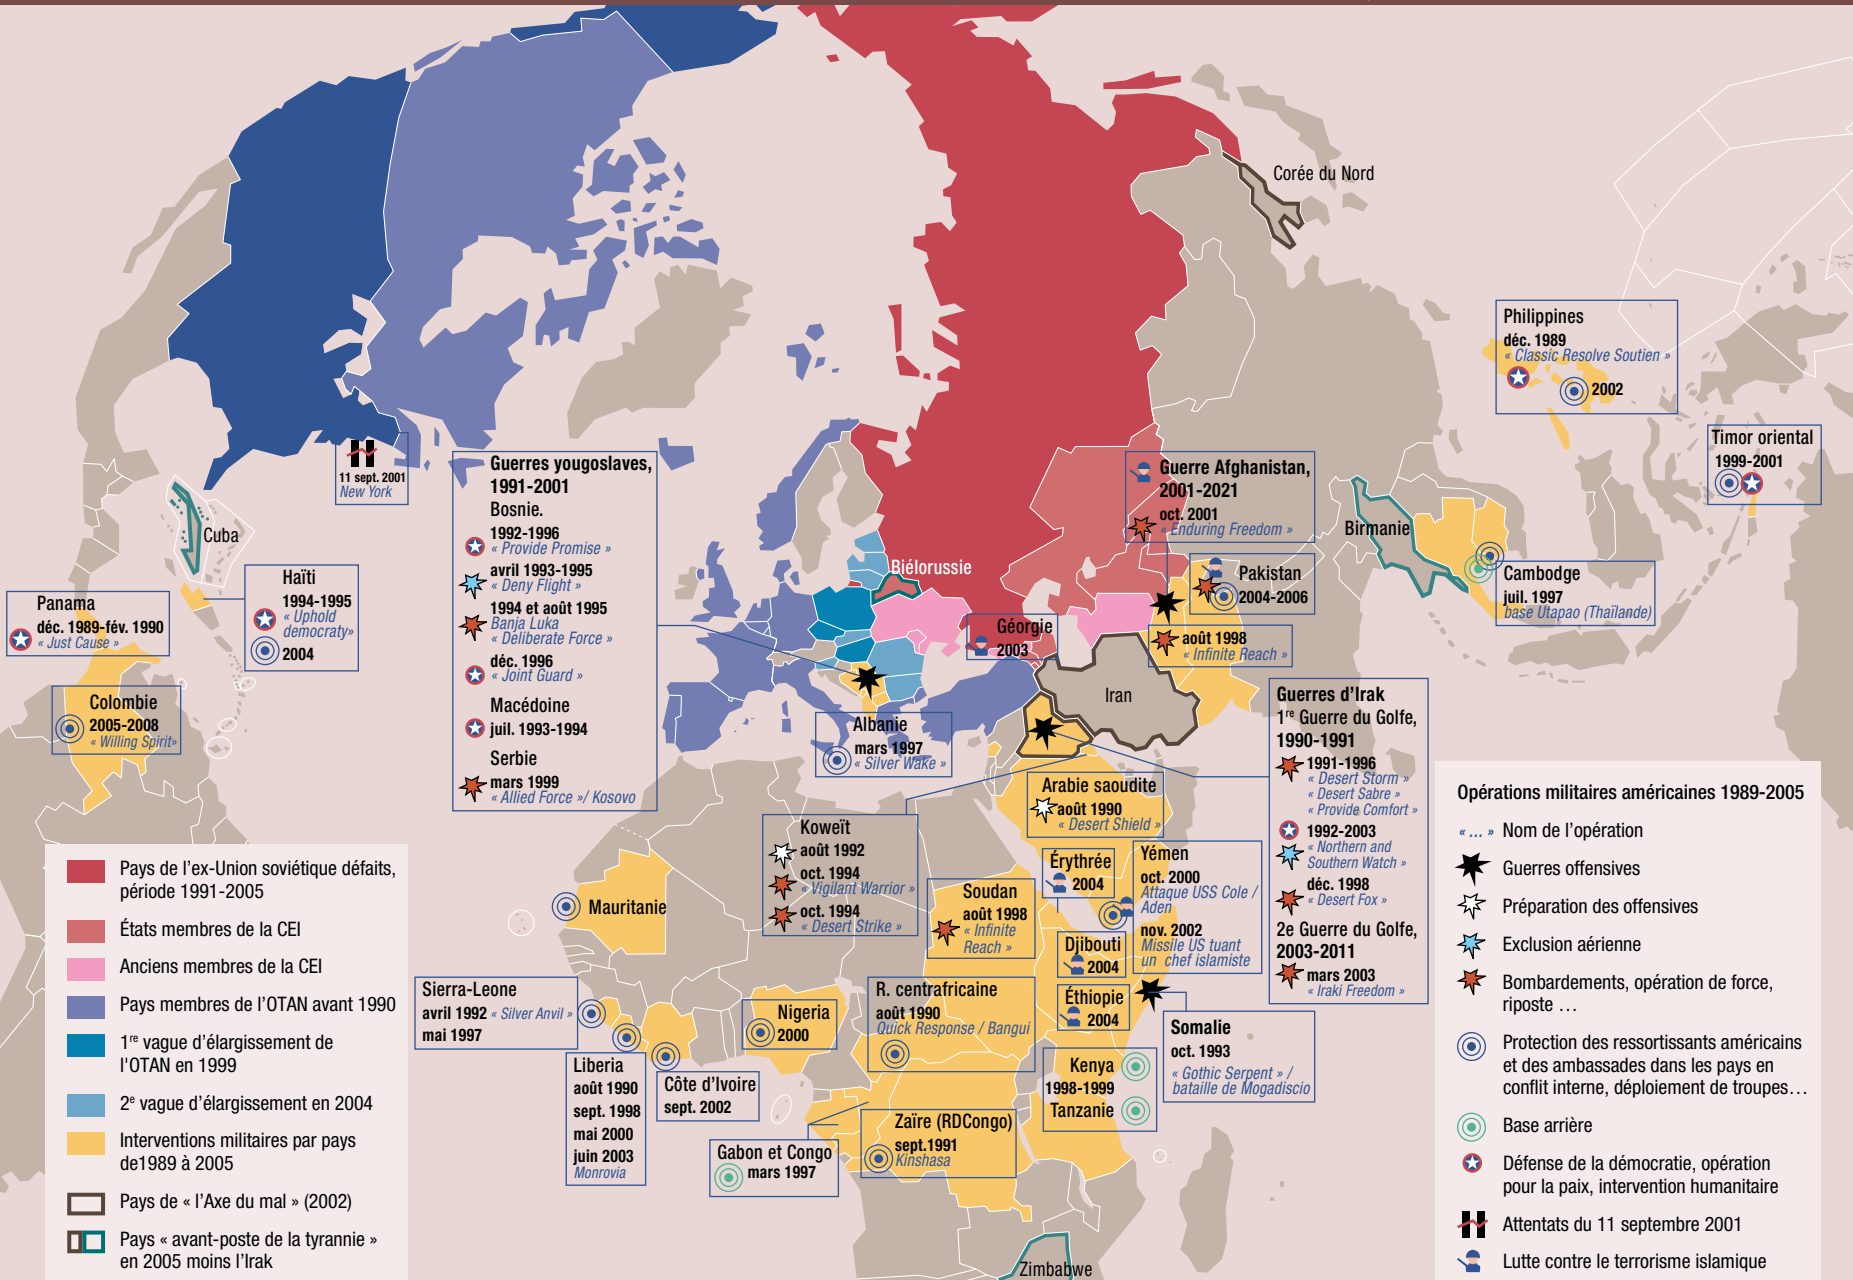 Corée du Nord
Philippines
déc. 1989
« Classic Resolve Soutien »
2002
Timor oriental
1999-2001
11 sept. 2001
New York
Cuba
Haïti
1994-1995
« Uphold
democraty»
2004
Panama
déc. 1989-fév. 1990
« Just Cause »
Colombie
2005-2008
« Willing Spirit»
Guerres yougoslaves,
1991-2001
Bosnie.
1992-1996
« Provide Promise »
avril 1993-1995
« Deny Flight »
1994 et août 1995
Banja Luka
« Deliberate Force »
déc. 1996
« Joint Guard »
Macédoine
juil. 1993-1994
Serbie
mars 1999
« Allied Force »/ Kosovo
Biélorussie
Guerre Afghanistan,
2001-2021
oct. 2001
« Enduring Freedom »
Pakistan
2004-2006
août 1998
« Infinite Reach »
Géorgie
2003
Iran
Birmanie
Cambodge
juil. 1997
base Utapao (Thaïlande)
Albanie
mars 1997
« Silver Wake »
Guerres d'Irak
1re Guerre du Golfe,
1990-1991
1991-1996
« Desert Storm »
« Desert Sabre »
« Provide Comfort »
1992-2003
« Northern and
Southern Watch »
déc. 1998
« Desert Fox »
2e Guerre du Golfe,
2003-2011
mars 2003
« Iraki Freedom »
Arabie saoudite
août 1990
« Desert Shield »
Koweït
août 1992
oct. 1994
« Vigilant Warrior »
oct. 1994
« Desert Strike »
Érythrée
2004
Yémen
oct. 2000
Attaque USS Cole /
Aden
nov. 2002
Missile US tuant
un chef islamiste
Soudan
août 1998
« Infinite
Reach »
Djibouti
2004
Éthiopie
2004
Mauritanie
Sierra-Leone
avril 1992 « Silver Anvil »
mai 1997
Nigeria
2000
R. centrafricaine
août 1990
Quick Response / Bangui
Somalie
oct. 1993
« Gothic Serpent » /
bataille de Mogadiscio
Liberia
août 1990
sept. 1998
mai 2000
juin 2003
Monrovia
Côte d'Ivoire
sept. 2002
Kenya
1998-1999
Tanzanie
Gabon et Congo
mars 1997
Zaïre (RDCongo)
sept.1991
Kinshasa
Zimbabwe
Pays de l'ex-Union soviétique défaits,
période 1991-2005
États membres de la CEI
Anciens membres de la CEI
Pays membres de l'OTAN avant 1990
1re vague d'élargissement de
l'OTAN en 1999
2e vague d'élargissement en 2004
Interventions militaires par pays
de1989 à 2005
Pays de « l'Axe du mal » (2002)
Pays « avant-poste de la tyrannie »
en 2005 moins l'Irak
Opérations militaires américaines 1989-2005
« ... » Nom de l'opération
Guerres offensives
Préparation des offensives
Exclusion aérienne
Bombardements, opération de force,
riposte …
Protection des ressortissants américains
et des ambassades dans les pays en
conflit interne, déploiement de troupes…
Base arrière
Défense de la démocratie, opération
pour la paix, intervention humanitaire
Attentats du 11 septembre 2001
Lutte contre le terrorisme islamique